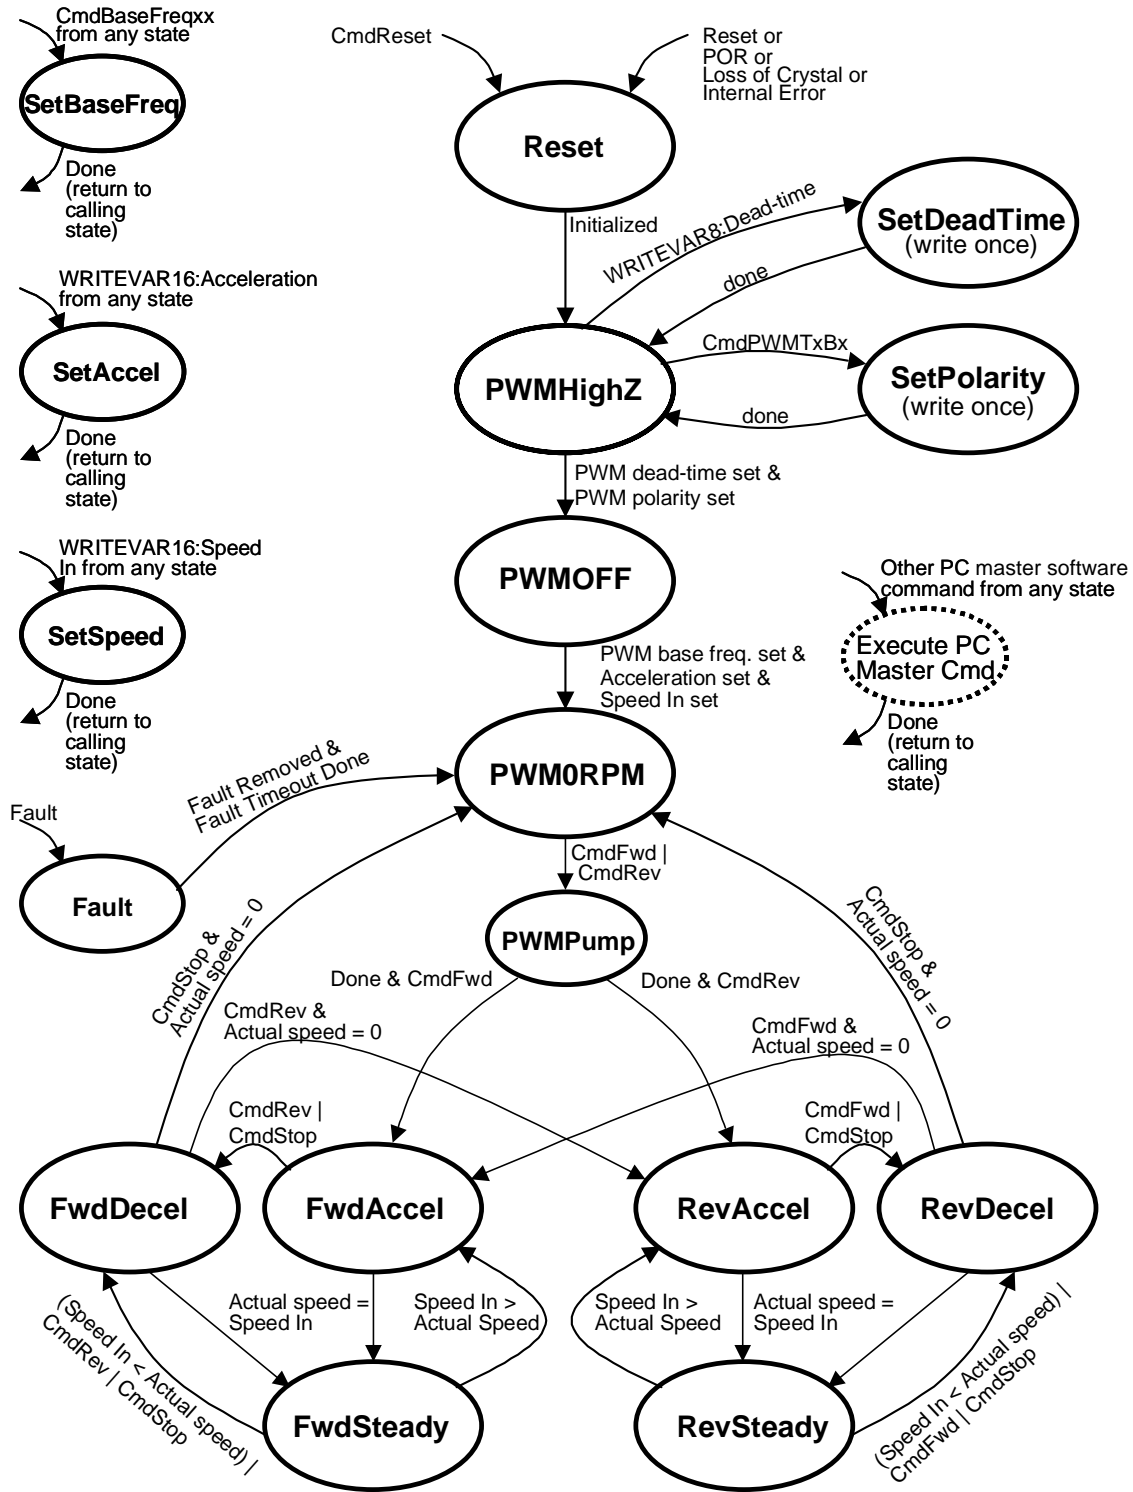 CmdBaseFreqxx
from any state
SetBaseFreq
Done
(return to
calling
state)
CmdReset
Reset or
POR or
Loss of Crystal or
Internal Error
Reset
Initialized
WRITEVAR8:Dead-time
SetDeadTime
(write once)
done
WRITEVAR16:Acceleration
from any state
SetAccel
Done
(return to
calling
state)
PWMHighZ
CmdPWMTxBx
SetPolarity
(write once)
done
PWM dead-time set &
PWM polarity set
WRITEVAR16:Speed
In from any state
SetSpeed
Done
(return to
calling
state)
PWMOFF
Other PC master software
command from any state
Execute PC
Master Cmd
Done
(return to
calling
state)
PWM base freq. set &
Acceleration set &
Speed In set
PWM0RPM
Fault Removed &
Fault Timeout Done
Fault
Fault
CmdFwd |
CmdRev
PWMPump
CmdStop &
Actual speed = 0
CmdStop &
Actual speed = 0
Done & CmdFwd
Done & CmdRev
CmdRev &
Actual speed = 0
CmdFwd &
Actual speed = 0
CmdRev |
CmdStop
CmdFwd |
CmdStop
FwdDecel
FwdAccel
RevAccel
RevDecel
Actual speed =
Speed In
Speed In >
Actual Speed
Speed In >
Actual Speed
Actual speed =
Speed In
(Speed In < Actual speed) |
CmdRev | CmdStop
(Speed In < Actual speed) |
CmdFwd | CmdStop
FwdSteady
RevSteady